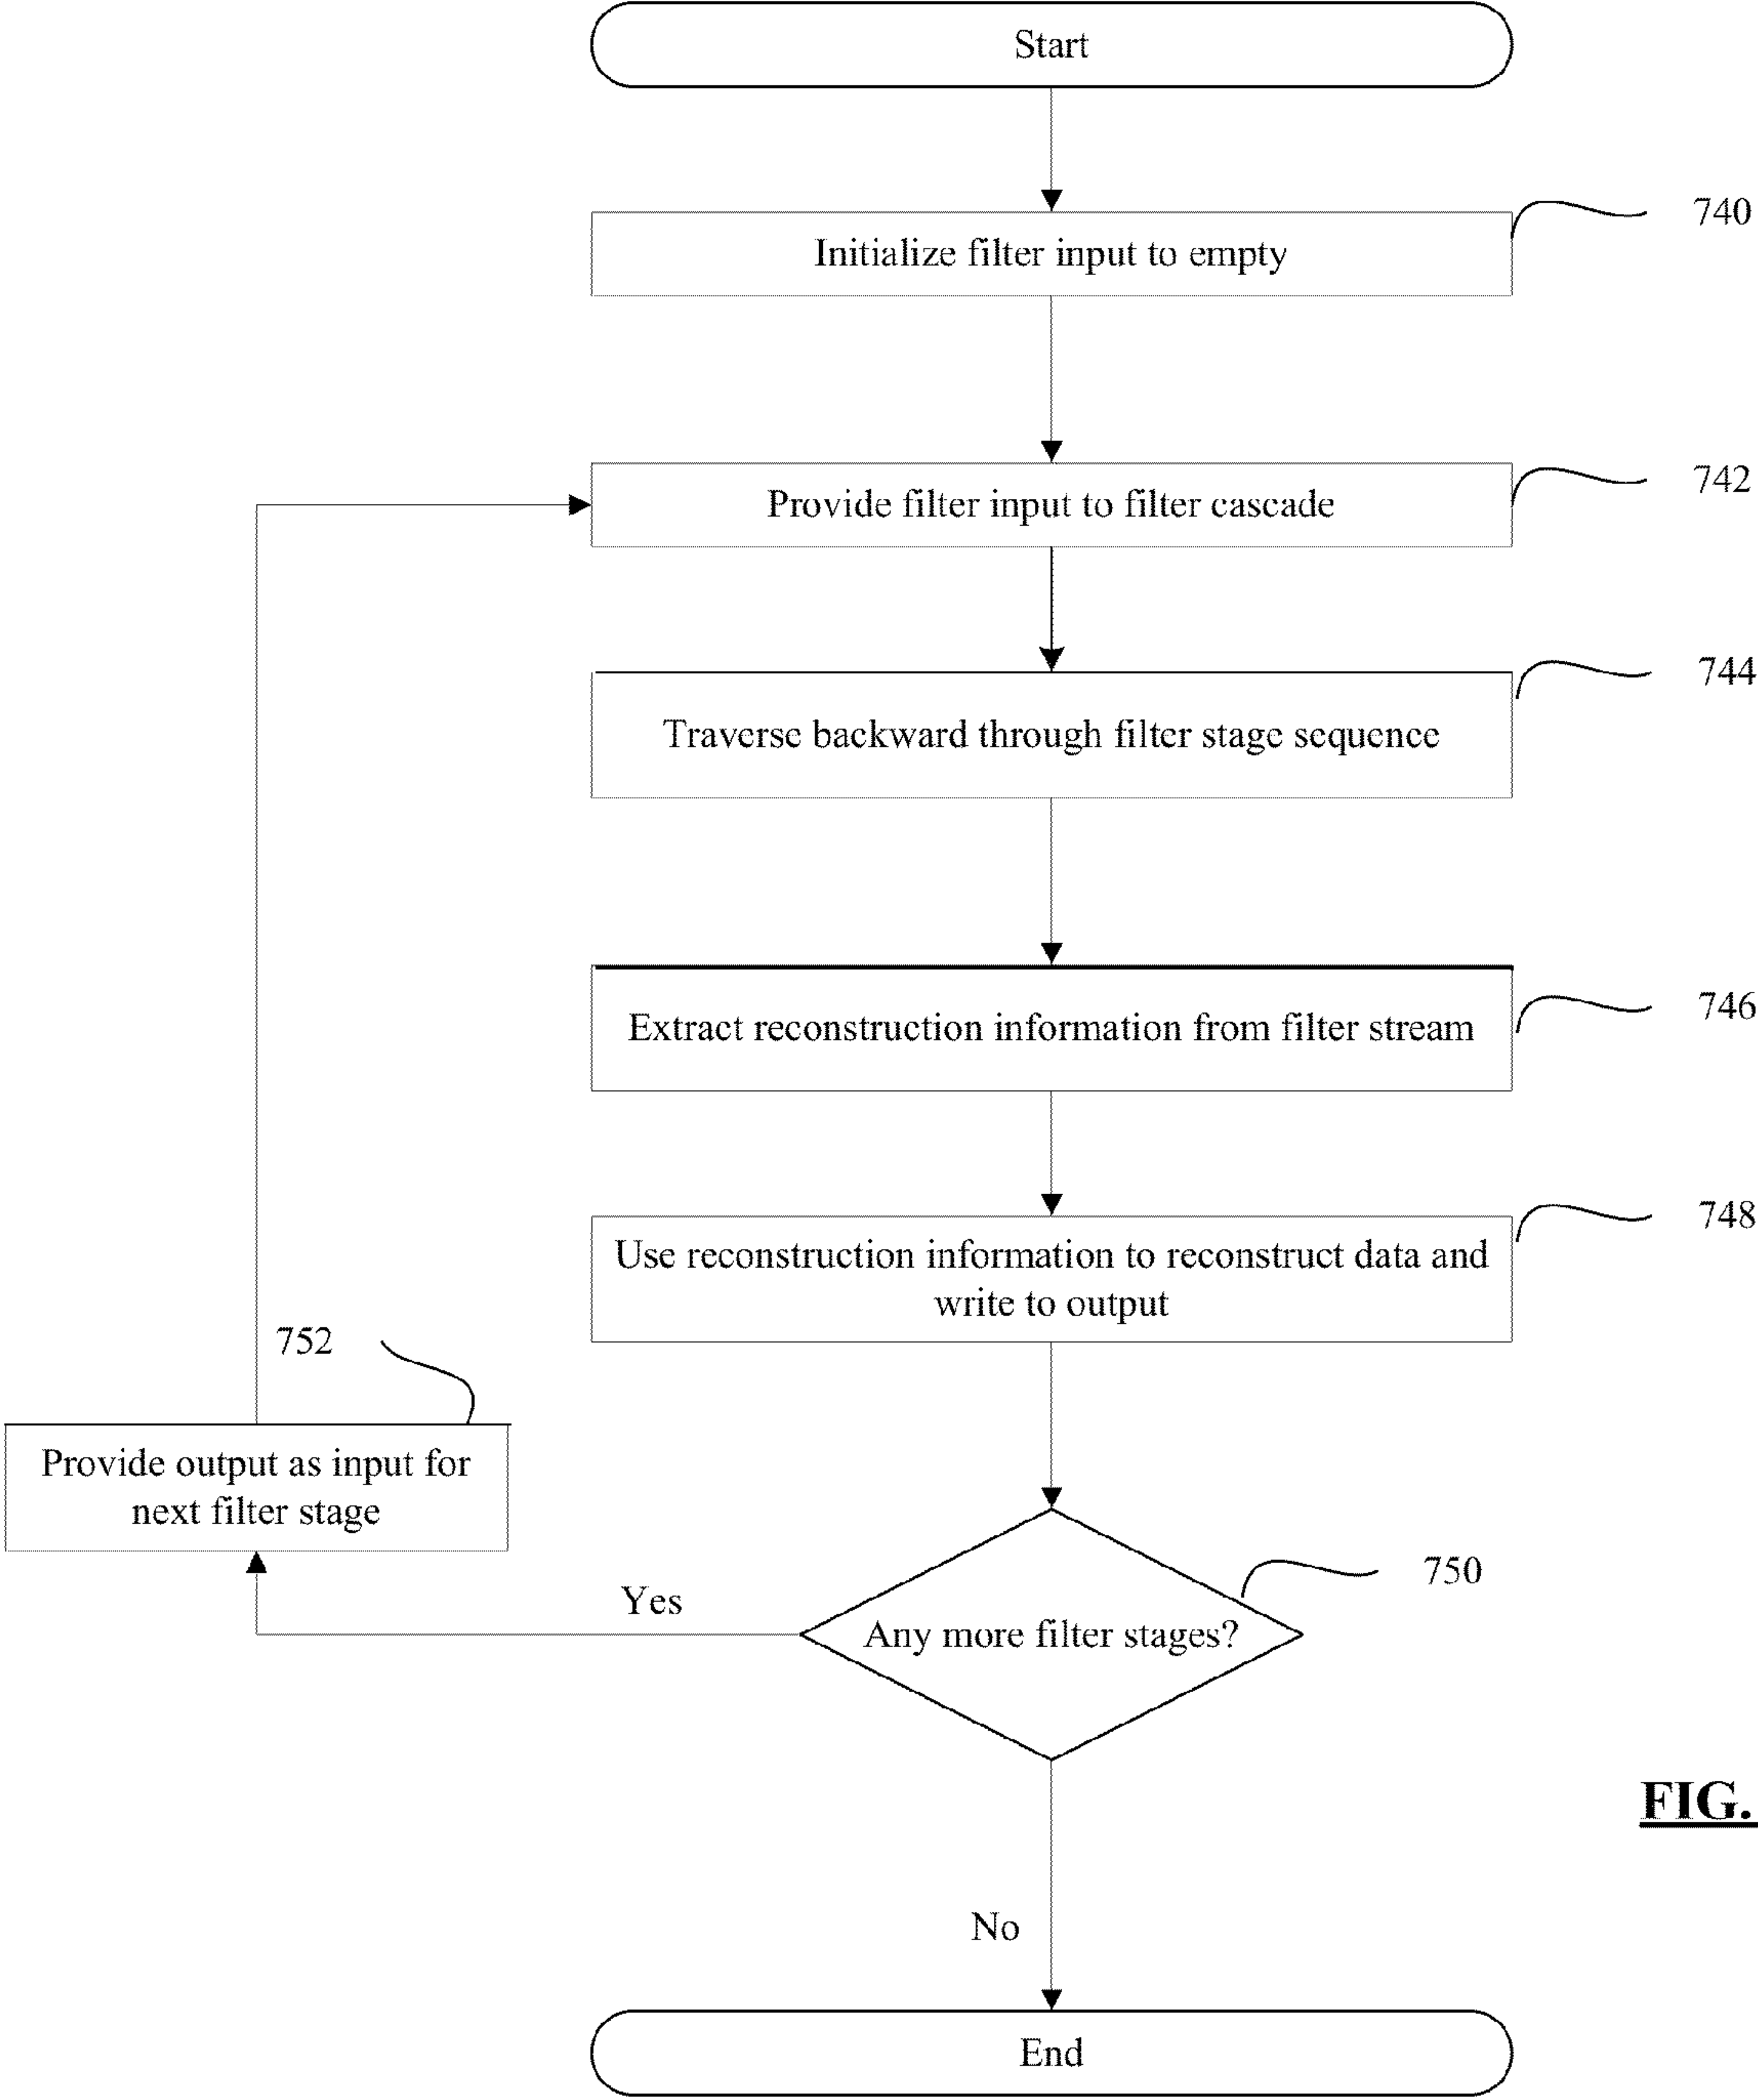 Start
740
Initialize filter input to empty
742
Provide filter input to filter cascade
744
Traverse backward through filter stage sequence
746
Extract reconstruction information from filter stream
748
Use reconstruction information to reconstruct data and
write to output
752
Provide output as input for
next filter stage
750
Any more filter stages?
Yes
FIG.
No
End